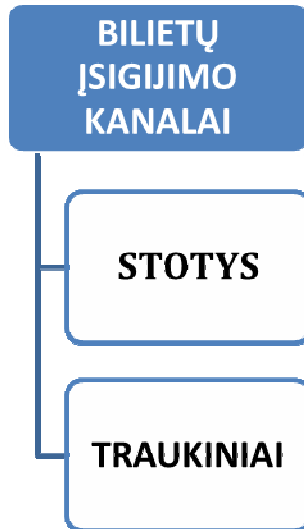 BILIETŲ
ĮSIGIJIMO
KANALAI
STOTYS
TRAUKINIAI